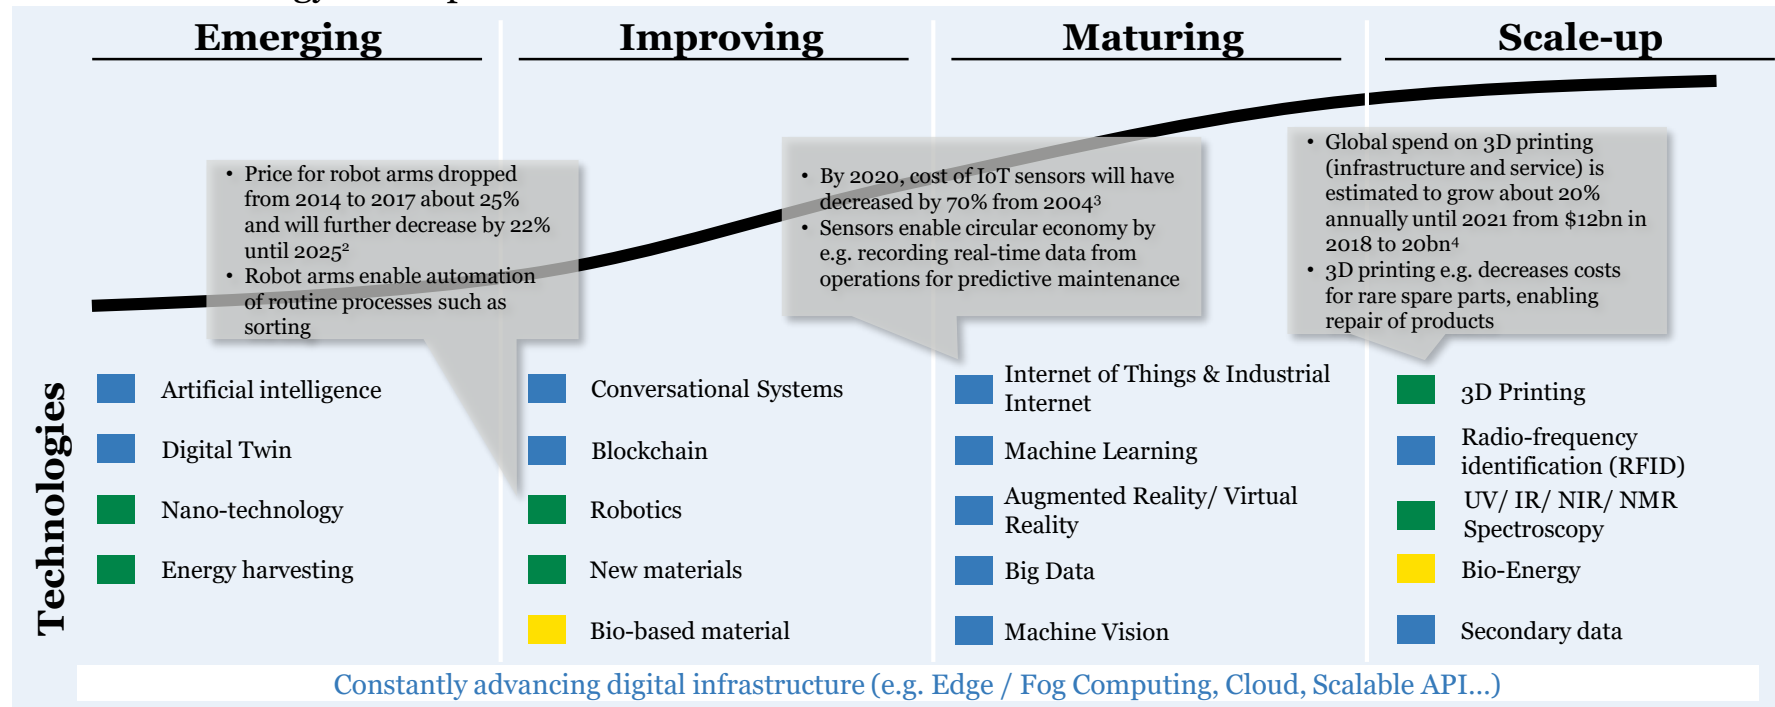 Emerging
Improving
Maturing
Scale-up
• Price for robot arms dropped
from 2014 to 2017 about 25%
and will further decrease by 22%
until 2025²
• Robot arms enable automation
of routine processes such as
sorting
• By 2020, cost of IoT sensors will have
decreased by 70% from 2004³
• Sensors enable circular economy by
e.g. recording real-time data from
operations for predictive maintenance
• Global spend on 3D printing
(infrastructure and service) is
estimated to grow about 20%
annually until 2021 from $12bn in
2018 to 20bn⁴
• 3D printing e.g. decreases costs
for rare spare parts, enabling
repair of products
Technologies
Artificial intelligence
Digital Twin
Nano-technology
Energy harvesting
Conversational Systems
Blockchain
Robotics
New materials
Bio-based material
Internet of Things & Industrial
Internet
Machine Learning
Augmented Reality/ Virtual
Reality
Big Data
Machine Vision
3D Printing
Radio-frequency
identification (RFID)
UV/ IR/ NIR/ NMR
Spectroscopy
Bio-Energy
Secondary data
Constantly advancing digital infrastructure (e.g. Edge / Fog Computing, Cloud, Scalable API...)